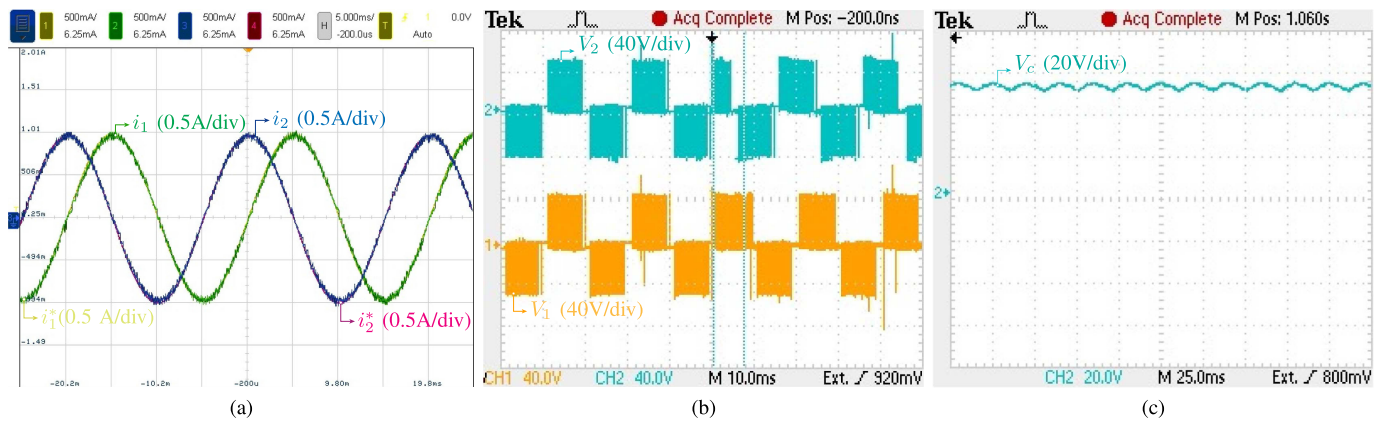 500mA/ 500mA/ 500mA/ 500mA/ 5.000ms/ 1 0.0V
1 2 3 4 H T
6.25mA 6.25mA 6.25mA 6.25mA -200.0us Auto
2.01A
1.51
1.01
506m
.25m
-494m
-1.49
-20.2m -10.2m -200u 9.80m 19.8ms
i₁ (0.5A/div)
i₂ (0.5A/div)
i₁* (0.5 A/div)
i₂* (0.5A/div)
(a)
Tek Acq Complete M Pos: -200.0ns
V₂ (40V/div)
2
1
V₁ (40V/div)
CH1 40.0V CH2 40.0V M 10.0ms Ext. 920mV
(b)
Tek Acq Complete M Pos: 1.060s
V_c (20V/div)
2
CH2 20.0V M 25.0ms Ext. 800mV
(c)